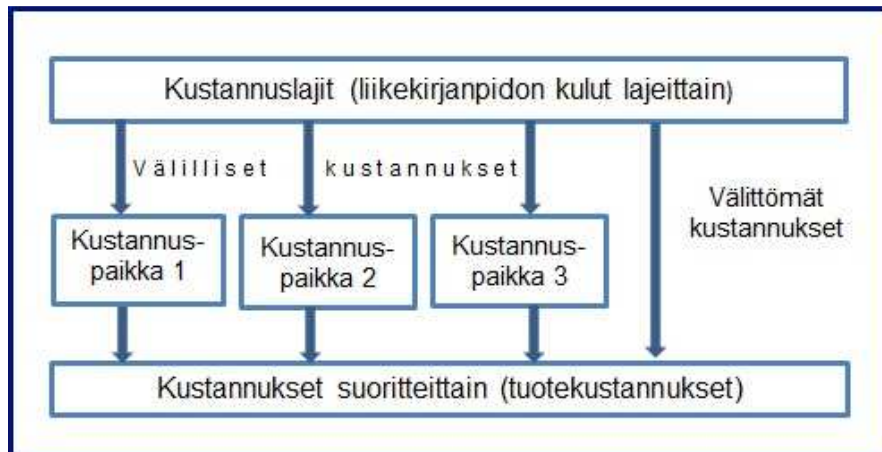 Kustannuslajit (liikekirjanpidon kulut lajeittain)
Välilliset kustannukset
Välittömät
kustannukset
Kustannus-
paikka 1
Kustannus-
paikka 2
Kustannus-
paikka 3
Kustannukset suoritteittain (tuotekustannukset)